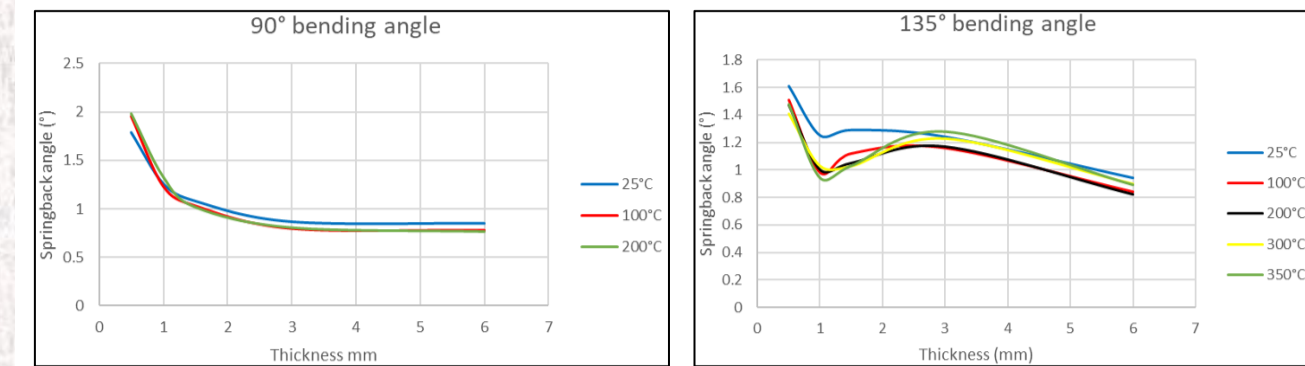 90° bending angle
Springback angle (°)
2.5
2
1.5
1
0.5
0
0 1 2 3 4 5 6 7
Thickness mm
25°C
100°C
200°C
135° bending angle
Springback angle (°)
1.8
1.6
1.4
1.2
1
0.8
0.6
0.4
0.2
0
0 1 2 3 4 5 6 7
Thickness (mm)
25°C
100°C
200°C
300°C
350°C